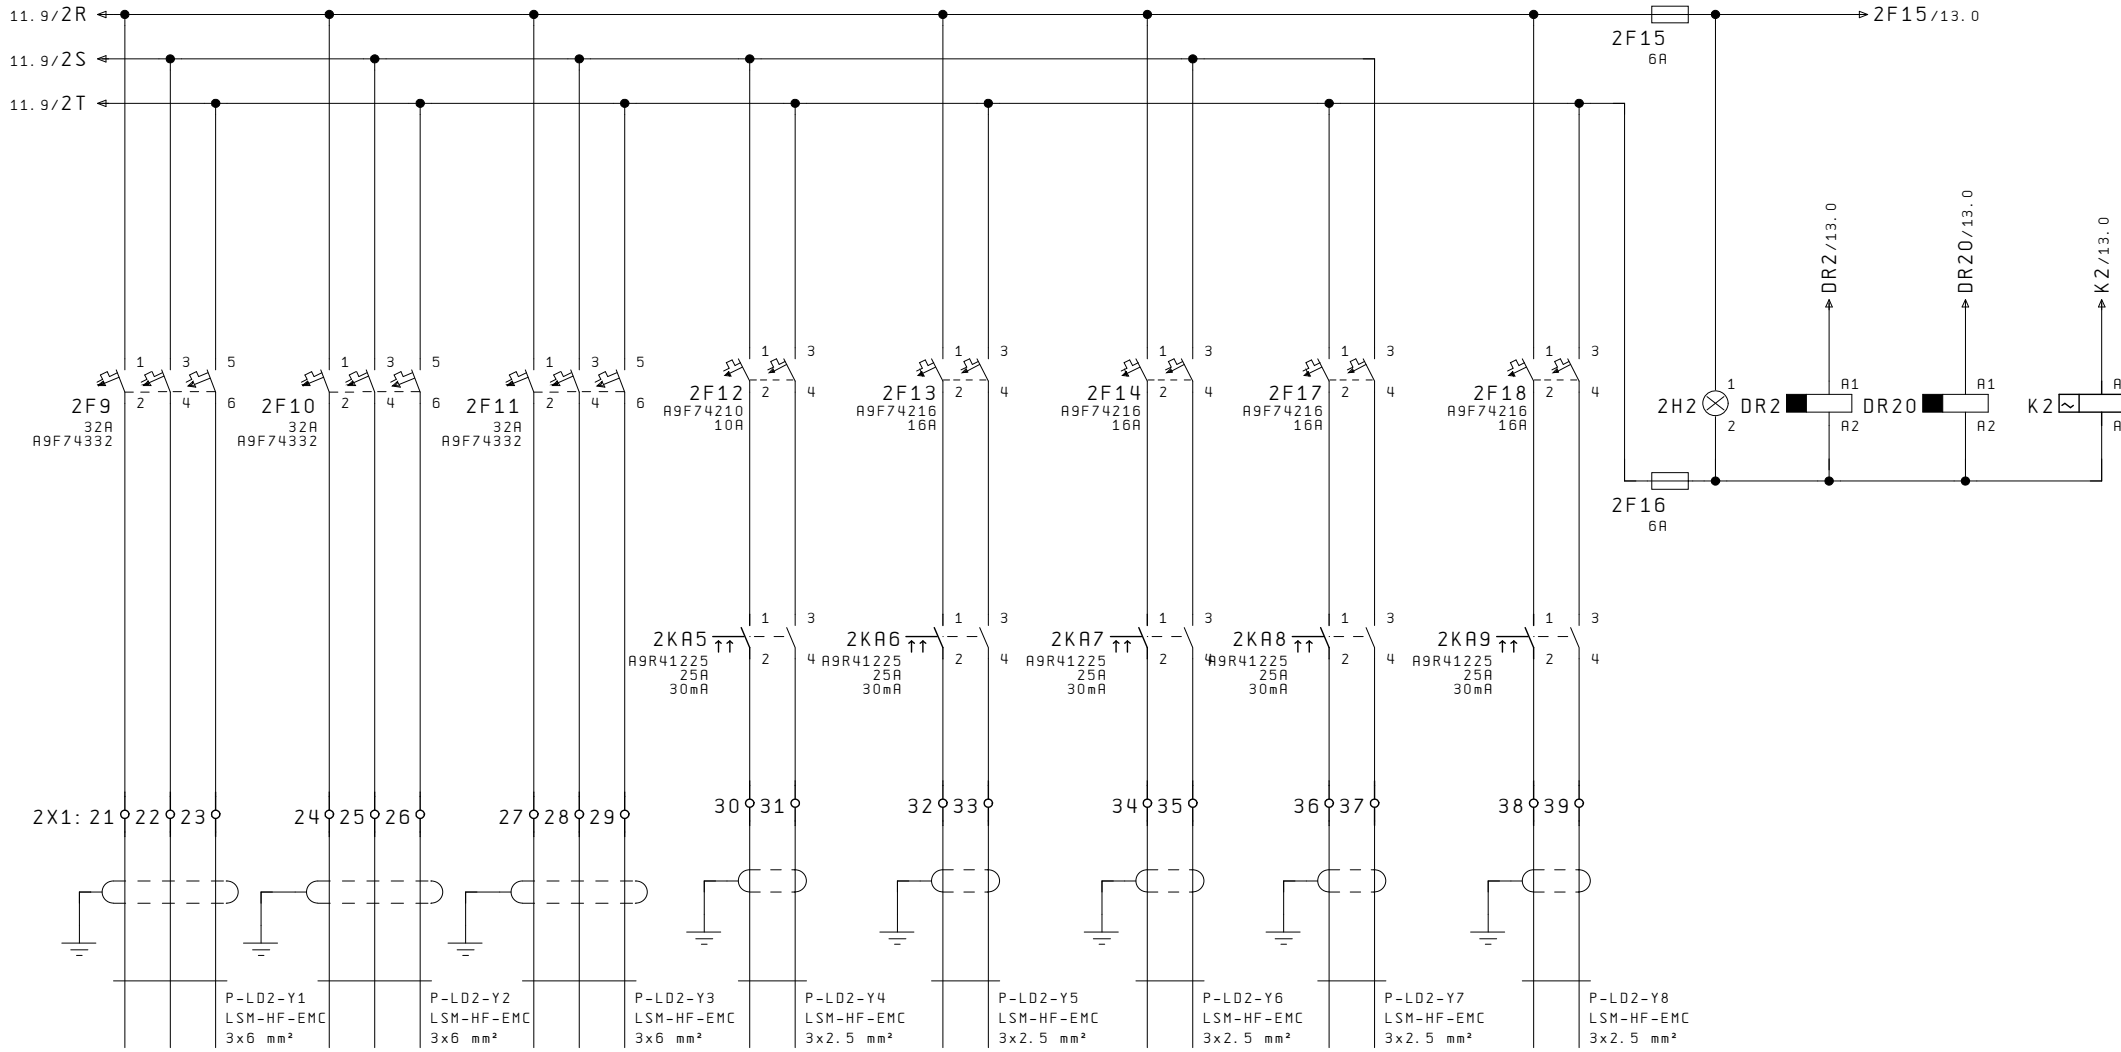 11.9/2R
2F15/13.0
2F15
6A
11.9/2S
11.9/2T
DR2/13.0
DR20/13.0
K2/13.0
1 3 5
2F9 2 4 6
32A
A9F74332
1 3 5
2F10 2 4 6
32A
A9F74332
1 3 5
2F11 2 4 6
32A
A9F74332
1 3
2F12 2 4
A9F74210
10A
1 3
2F13 2 4
A9F74216
16A
1 3
2F14 2 4
A9F74216
16A
1 3
2F17 2 4
A9F74216
16A
1 3
2F18 2 4
A9F74216
16A
1
2H2
2
A1
DR2
A2
A1
DR20
A2
A
K2 ~
A
2F16
6A
1 3
2KA5 2 4
A9R41225
25A
30mA
1 3
2KA6 2 4
A9R41225
25A
30mA
1 3
2KA7 2 4
A9R41225
25A
30mA
1 3
2KA8 2 4
A9R41225
25A
30mA
1 3
2KA9 2 4
A9R41225
25A
30mA
2X1: 21 22 23 24 25 26 27 28 29 30 31 32 33 34 35 36 37 38 39
P-LD2-Y1
LSM-HF-EMC
3x6 mm²
P-LD2-Y2
LSM-HF-EMC
3x6 mm²
P-LD2-Y3
LSM-HF-EMC
3x6 mm²
P-LD2-Y4
LSM-HF-EMC
3x2.5 mm²
P-LD2-Y5
LSM-HF-EMC
3x2.5 mm²
P-LD2-Y6
LSM-HF-EMC
3x2.5 mm²
P-LD2-Y7
LSM-HF-EMC
3x2.5 mm²
P-LD2-Y8
LSM-HF-EMC
3x2.5 mm²